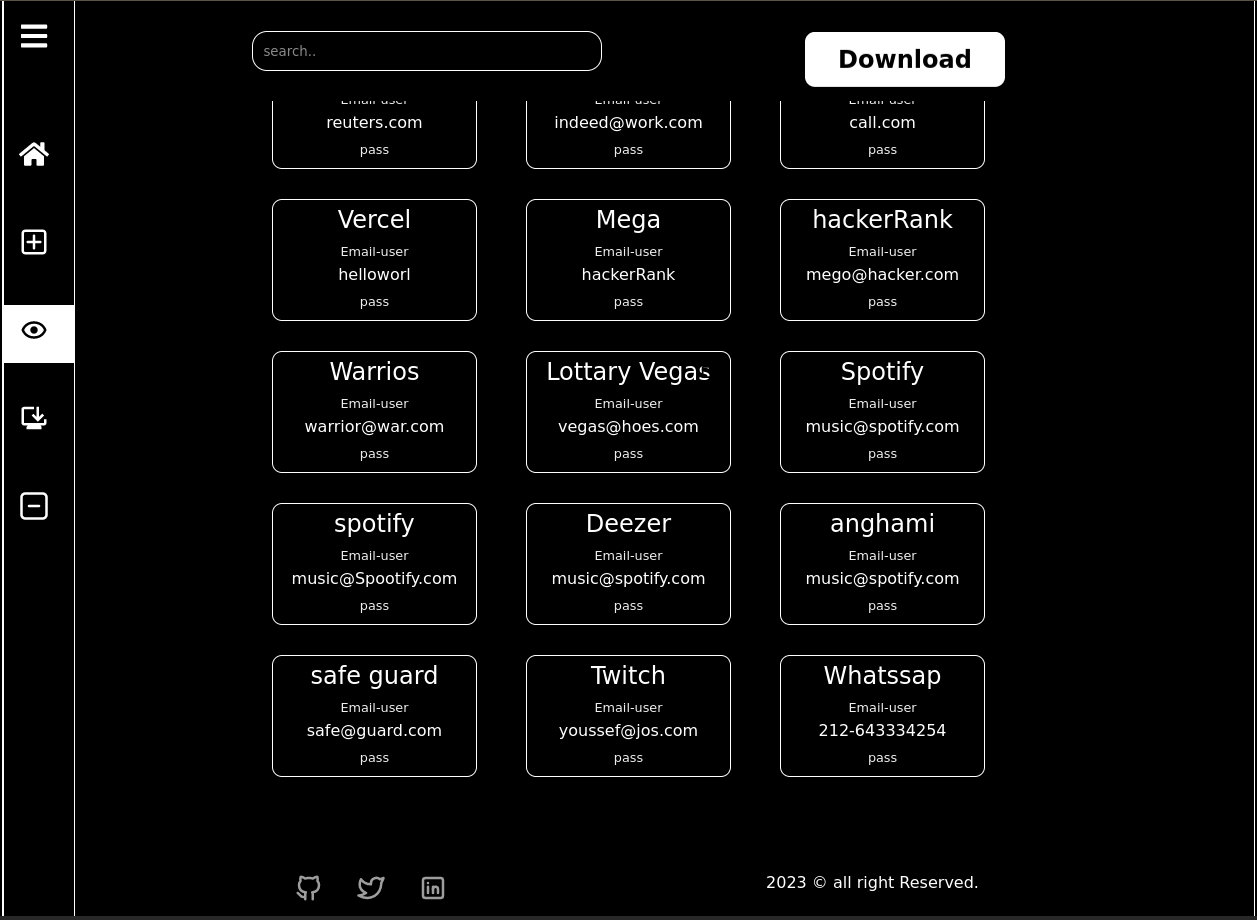 search..
Download
Email-user Email-user Email-user
reuters.com indeed@work.com call.com
pass pass pass
Vercel Mega hackerRank
Email-user Email-user Email-user
helloworl hackerRank mego@hacker.com
pass pass pass
Warrios Lottary Vegas Spotify
Email-user Email-user Email-user
warrior@war.com vegas@hoes.com music@spotify.com
pass pass pass
spotify Deezer anghami
Email-user Email-user Email-user
music@Spootify.com music@spotify.com music@spotify.com
pass pass pass
safe guard Twitch Whatssap
Email-user Email-user Email-user
safe@guard.com youssef@jos.com 212-643334254
pass pass pass
in
2023 © all right Reserved.